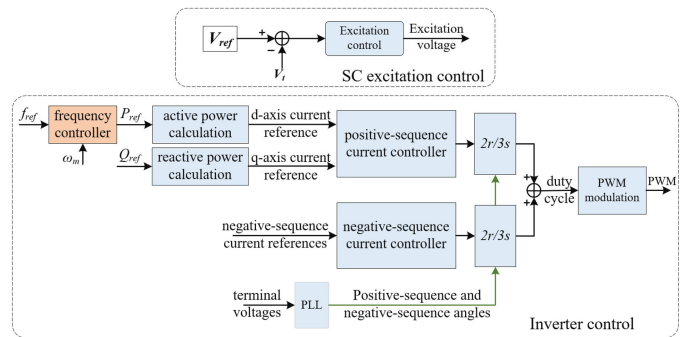 V_ref
+
−
V_t
Excitation
control
Excitation
voltage
SC excitation control
f_ref
frequency
controller
ω_m
P_ref
active power
calculation
d-axis current
reference
Q_ref
reactive power
calculation
q-axis current
reference
positive-sequence
current controller
2r/3s
negative-sequence
current references
negative-sequence
current controller
2r/3s
+
+
duty
cycle
PWM
modulation
PWM
terminal
voltages
PLL
Positive-sequence and
negative-sequence angles
Inverter control